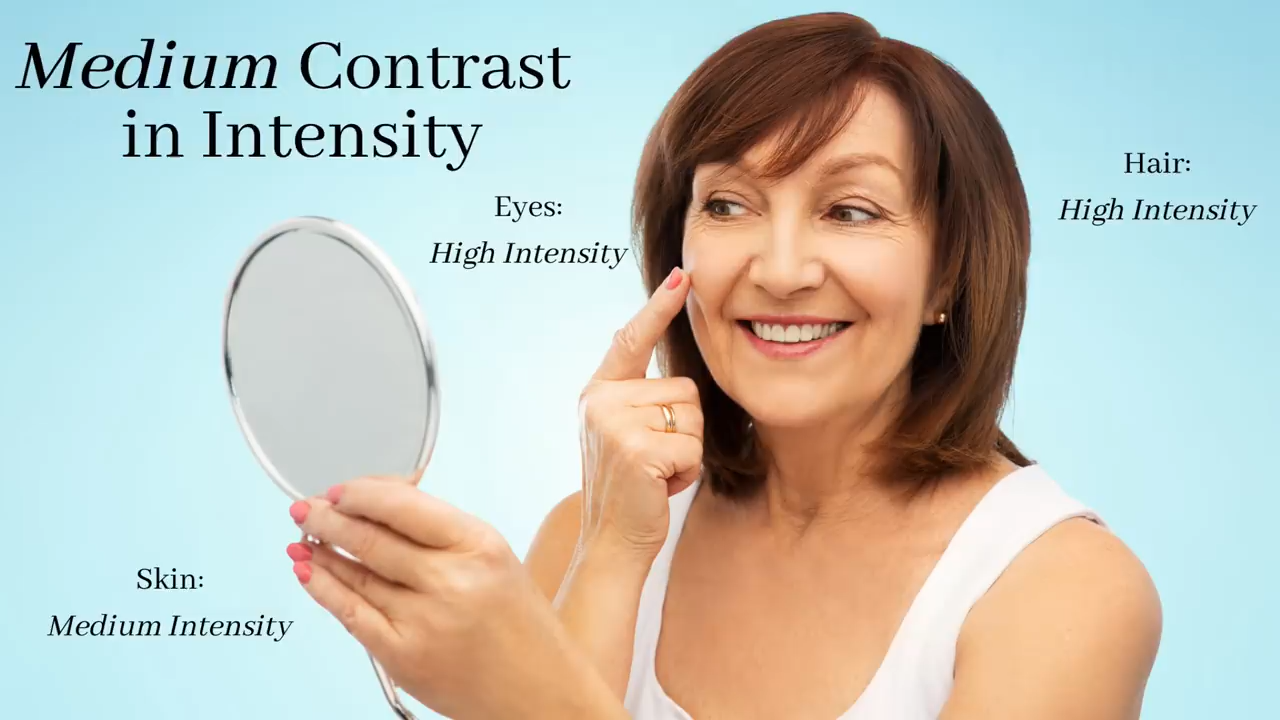 Medium Contrast
in Intensity
Eyes:
High Intensity
Hair:
High Intensity
Skin:
Medium Intensity